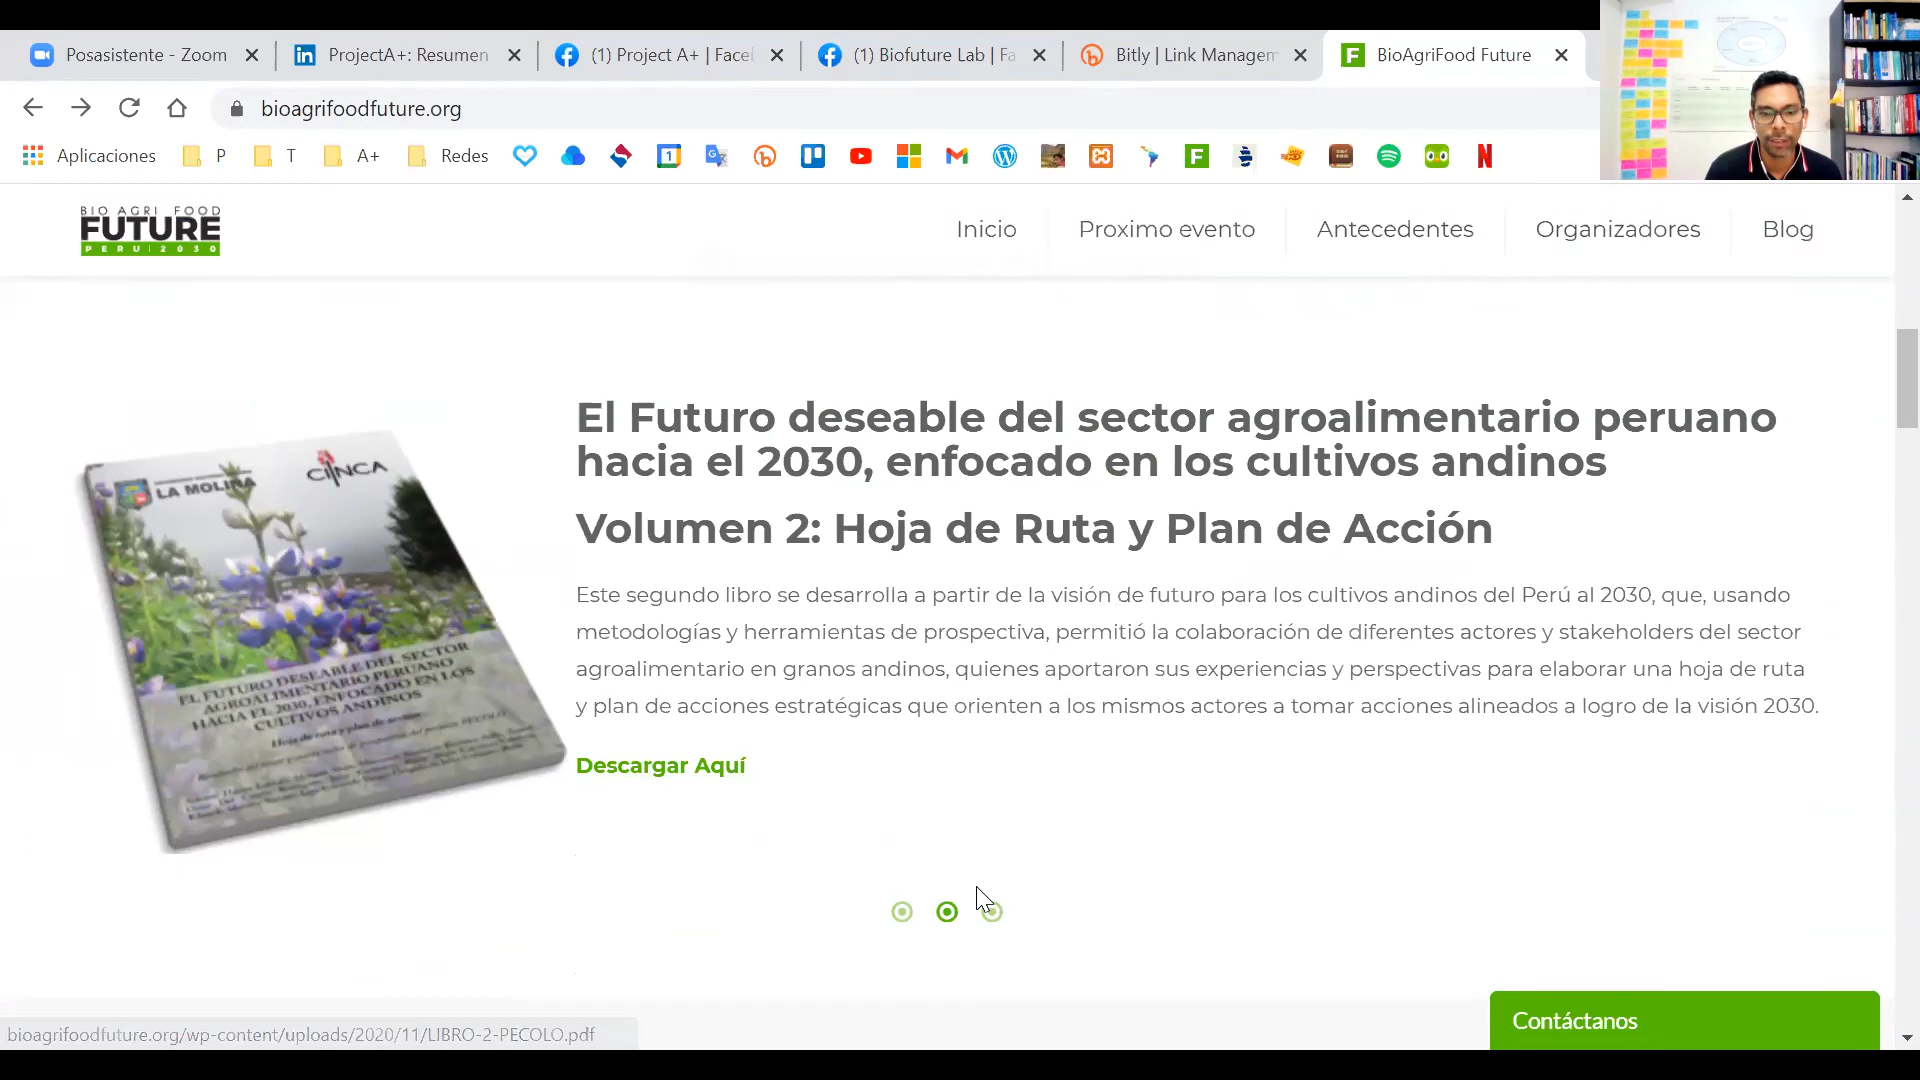 Posasistente - Zoom
ProjectA+: Resumen
(1) Project A+ | Face
(1) Biofuture Lab | Fa
Bitly | Link Managem
BioAgriFood Future
bioagrifoodfuture.org
Aplicaciones
P
T
A+
Redes
BIO AGRI FOOD
FUTURE
PERU|2030
Inicio
Proximo evento
Antecedentes
Organizadores
Blog
El Futuro deseable del sector agroalimentario peruano
hacia el 2030, enfocado en los cultivos andinos
Volumen 2: Hoja de Ruta y Plan de Acción
Este segundo libro se desarrolla a partir de la visión de futuro para los cultivos andinos del Perú al 2030, que, usando
metodologías y herramientas de prospectiva, permitió la colaboración de diferentes actores y stakeholders del sector
agroalimentario en granos andinos, quienes aportaron sus experiencias y perspectivas para elaborar una hoja de ruta
y plan de acciones estratégicas que orienten a los mismos actores a tomar acciones alineados a logro de la visión 2030.
Descargar Aquí
LA MOLINA
CIINCA
EL FUTURO DESEABLE DEL SECTOR
AGROALIMENTARIO PERUANO
HACIA EL 2030, ENFOCADO EN LOS
CULTIVOS ANDINOS
Hoja de ruta y plan de acción
Contáctanos
bioagrifoodfuture.org/wp-content/uploads/2020/11/LIBRO-2-PECOLO.pdf